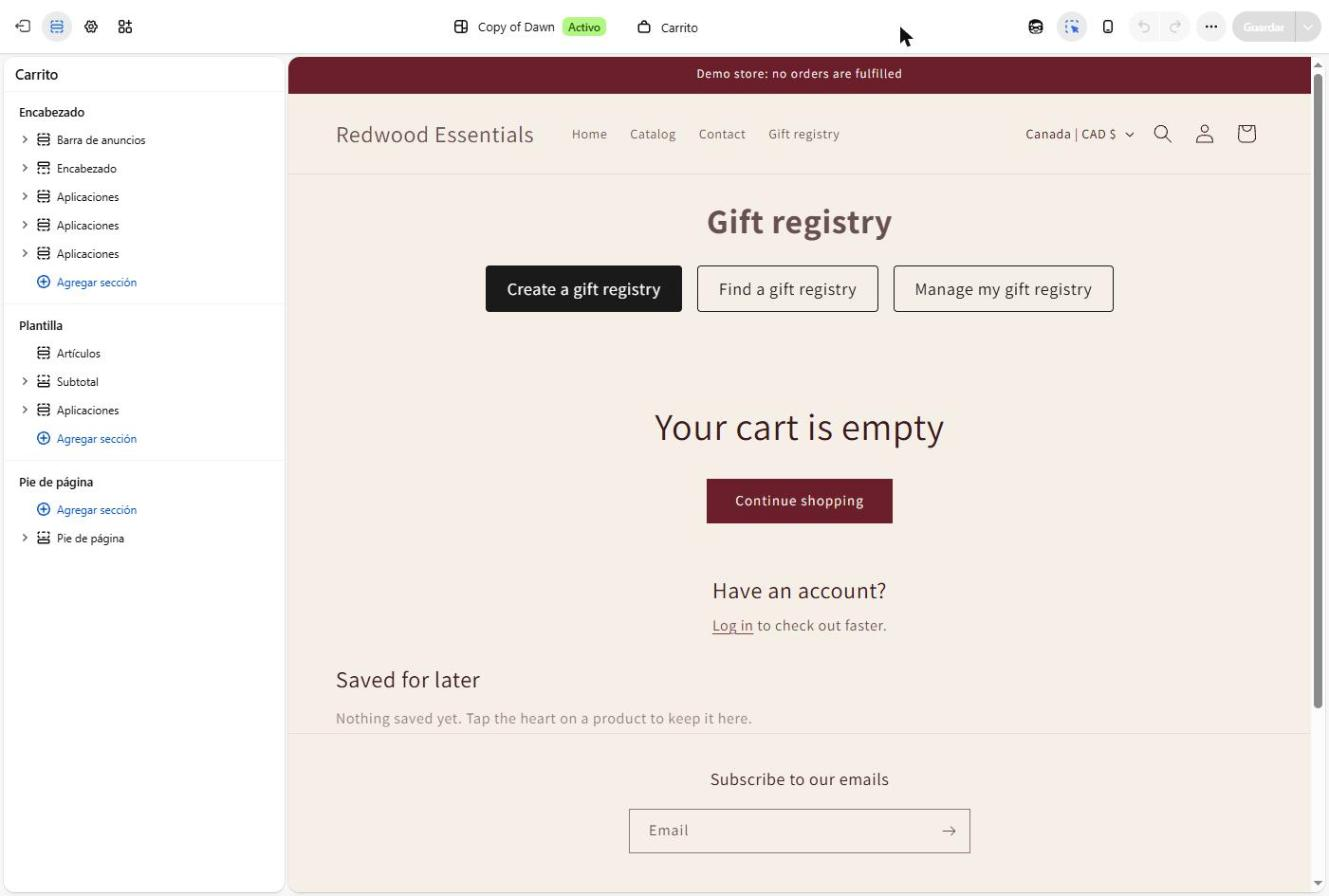 Copy of Dawn Activo Carrito Guardar
Carrito
Encabezado
Barra de anuncios
Encabezado
Aplicaciones
Aplicaciones
Aplicaciones
Agregar sección
Plantilla
Artículos
Subtotal
Aplicaciones
Agregar sección
Pie de página
Agregar sección
Pie de página
Demo store: no orders are fulfilled
Redwood Essentials Home Catalog Contact Gift registry Canada | CAD $
Gift registry
Create a gift registry Find a gift registry Manage my gift registry
Your cart is empty
Continue shopping
Have an account?
Log in to check out faster.
Saved for later
Nothing saved yet. Tap the heart on a product to keep it here.
Subscribe to our emails
Email